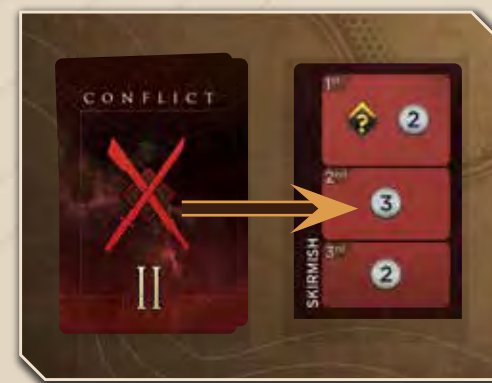 CONFLICT
II
1st
?
2
2nd
3
3rd
2
SKIRMISH